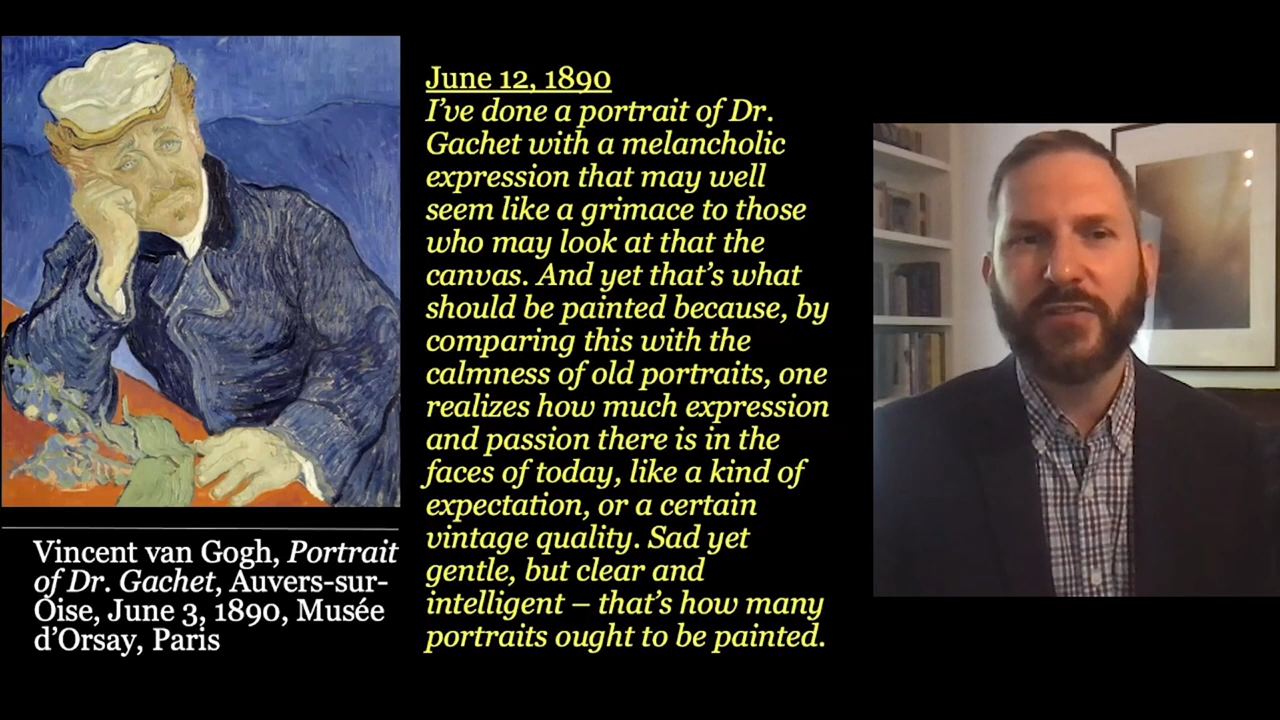 June 12, 1890
I've done a portrait of Dr.
Gachet with a melancholic
expression that may well
seem like a grimace to those
who may look at that the
canvas. And yet that's what
should be painted because, by
comparing this with the
calmness of old portraits, one
realizes how much expression
and passion there is in the
faces of today, like a kind of
expectation, or a certain
vintage quality. Sad yet
gentle, but clear and
intelligent – that's how many
portraits ought to be painted.
Vincent van Gogh, Portrait
of Dr. Gachet, Auvers-sur-
Oise, June 3, 1890, Musée
d'Orsay, Paris